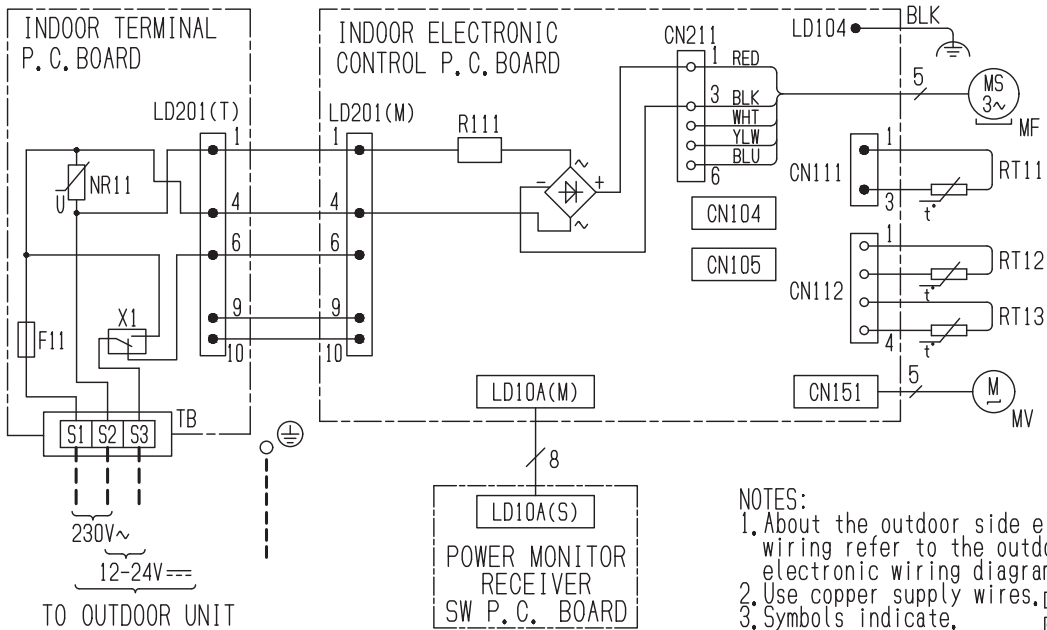 INDOOR TERMINAL
P.C.BOARD
INDOOR ELECTRONIC
CONTROL P.C.BOARD
LD104
BLK
CN211
1
RED
3
BLK
WHT
YLW
BLU
6
5
MS
3~
MF
LD201(T)
LD201(M)
R111
1
1
~
-
+
~
NR11
U
4
4
6
6
9
9
10
10
CN104
CN105
CN111
1
3
RT11
t°
CN112
1
4
RT12
t°
RT13
t°
X1
F11
LD10A(M)
CN151
5
M
MV
TB
S1 S2 S3
8
LD10A(S)
230V~
12-24V
TO OUTDOOR UNIT
POWER MONITOR
RECEIVER
SW P.C. BOARD
NOTES:
1.About the outdoor side e
wiring refer to the outdo
electronic wiring diagram
2.Use copper supply wires.
3.Symbols indicate.